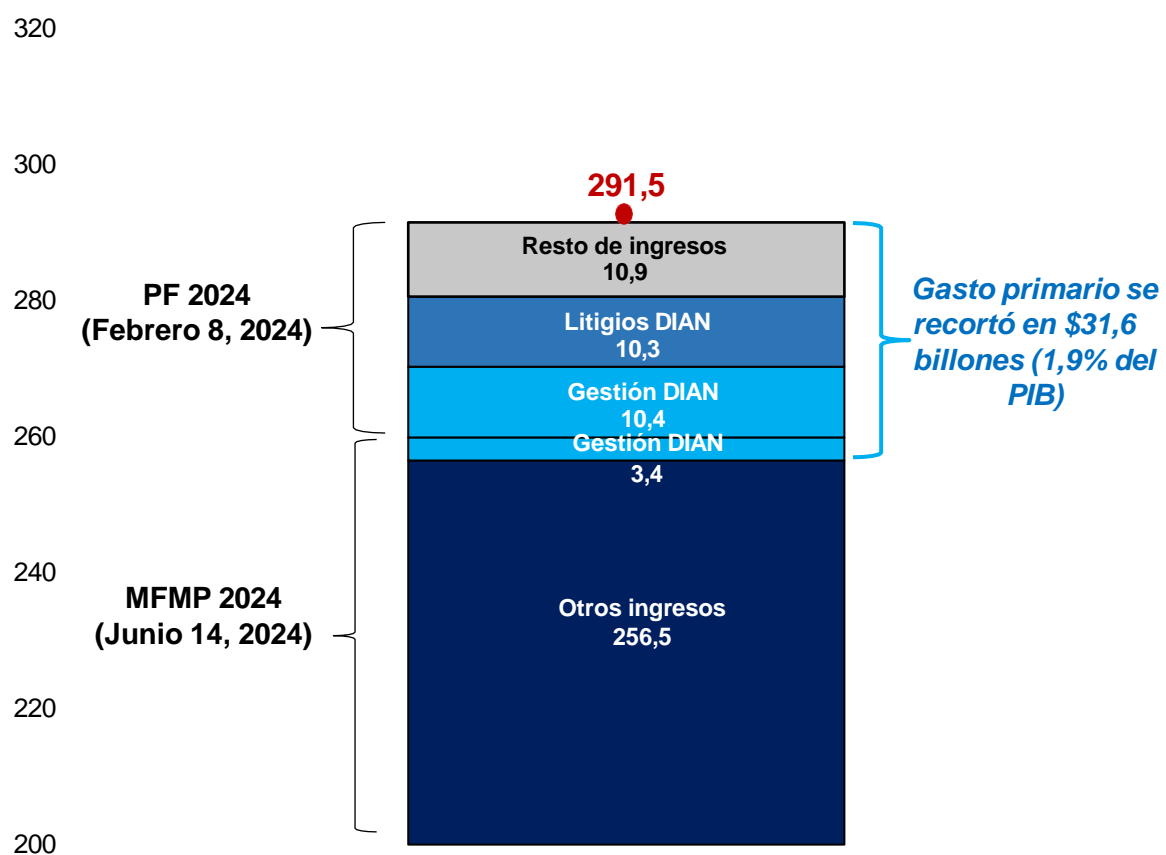 320
300
291,5
Resto de ingresos
10,9
280
PF 2024
(Febrero 8, 2024)
Litigios DIAN
10,3
Gasto primario se
recortó en $31,6
billones (1,9% del
PIB)
Gestión DIAN
10,4
260
Gestión DIAN
3,4
240
MFMP 2024
(Junio 14, 2024)
Otros ingresos
256,5
220
200